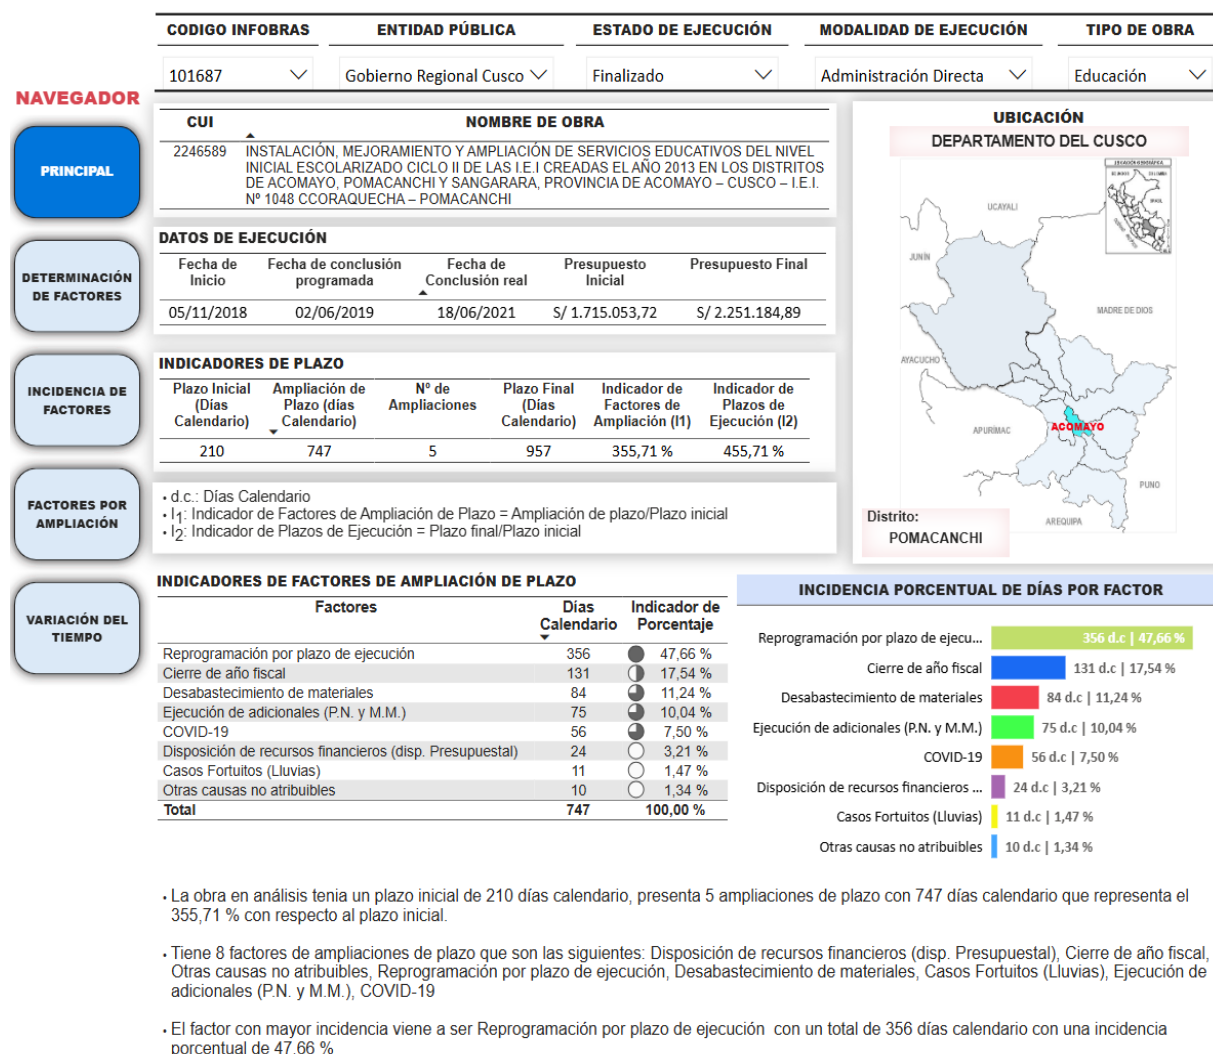 CODIGO INFOBRAS ENTIDAD PÚBLICA ESTADO DE EJECUCIÓN MODALIDAD DE EJECUCIÓN TIPO DE OBRA
101687 Gobierno Regional Cusco Finalizado Administración Directa Educación
NAVEGADOR
PRINCIPAL
DETERMINACIÓN
DE FACTORES
INCIDENCIA DE
FACTORES
FACTORES POR
AMPLIACIÓN
VARIACIÓN DEL
TIEMPO
CUI NOMBRE DE OBRA
2246589 INSTALACIÓN, MEJORAMIENTO Y AMPLIACIÓN DE SERVICIOS EDUCATIVOS DEL NIVEL
INICIAL ESCOLARIZADO CICLO II DE LAS I.E.I CREADAS EL AÑO 2013 EN LOS DISTRITOS
DE ACOMAYO, POMACANCHI Y SANGARARA, PROVINCIA DE ACOMAYO – CUSCO – I.E.I.
Nº 1048 CCORAQUECHA – POMACANCHI
DATOS DE EJECUCIÓN
Fecha de Fecha de conclusión Fecha de Presupuesto Presupuesto Final
Inicio programada Conclusión real Inicial
05/11/2018 02/06/2019 18/06/2021 S/ 1.715.053,72 S/ 2.251.184,89
INDICADORES DE PLAZO
Plazo Inicial Ampliación de Nº de Plazo Final Indicador de Indicador de
(Días Plazo (días Ampliaciones (Días Factores de Plazos de
Calendario) Calendario) Calendario) Ampliación (I1) Ejecución (I2)
210 747 5 957 355,71 % 455,71 %
• d.c.: Días Calendario
• I1: Indicador de Factores de Ampliación de Plazo = Ampliación de plazo/Plazo inicial
• I2: Indicador de Plazos de Ejecución = Plazo final/Plazo inicial
UBICACIÓN
DEPARTAMENTO DEL CUSCO
UCAYALI
JUNÍN
MADRE DE DIOS
AYACUCHO
APURÍMAC
ACOMAYO
PUNO
AREQUIPA
Distrito:
POMACANCHI
INDICADORES DE FACTORES DE AMPLIACIÓN DE PLAZO
Factores Días Indicador de
Calendario Porcentaje
Reprogramación por plazo de ejecución 356 47,66 %
Cierre de año fiscal 131 17,54 %
Desabastecimiento de materiales 84 11,24 %
Ejecución de adicionales (P.N. y M.M.) 75 10,04 %
COVID-19 56 7,50 %
Disposición de recursos financieros (disp. Presupuestal) 24 3,21 %
Casos Fortuitos (Lluvias) 11 1,47 %
Otras causas no atribuibles 10 1,34 %
Total 747 100,00 %
INCIDENCIA PORCENTUAL DE DÍAS POR FACTOR
Reprogramación por plazo de ejecu... 356 d.c | 47,66 %
Cierre de año fiscal 131 d.c | 17,54 %
Desabastecimiento de materiales 84 d.c | 11,24 %
Ejecución de adicionales (P.N. y M.M.) 75 d.c | 10,04 %
COVID-19 56 d.c | 7,50 %
Disposición de recursos financieros ... 24 d.c | 3,21 %
Casos Fortuitos (Lluvias) 11 d.c | 1,47 %
Otras causas no atribuibles 10 d.c | 1,34 %
• La obra en análisis tenia un plazo inicial de 210 días calendario, presenta 5 ampliaciones de plazo con 747 días calendario que representa el
355,71 % con respecto al plazo inicial.
• Tiene 8 factores de ampliaciones de plazo que son las siguientes: Disposición de recursos financieros (disp. Presupuestal), Cierre de año fiscal,
Otras causas no atribuibles, Reprogramación por plazo de ejecución, Desabastecimiento de materiales, Casos Fortuitos (Lluvias), Ejecución de
adicionales (P.N. y M.M.), COVID-19
• El factor con mayor incidencia viene a ser Reprogramación por plazo de ejecución con un total de 356 días calendario con una incidencia
porcentual de 47,66 %